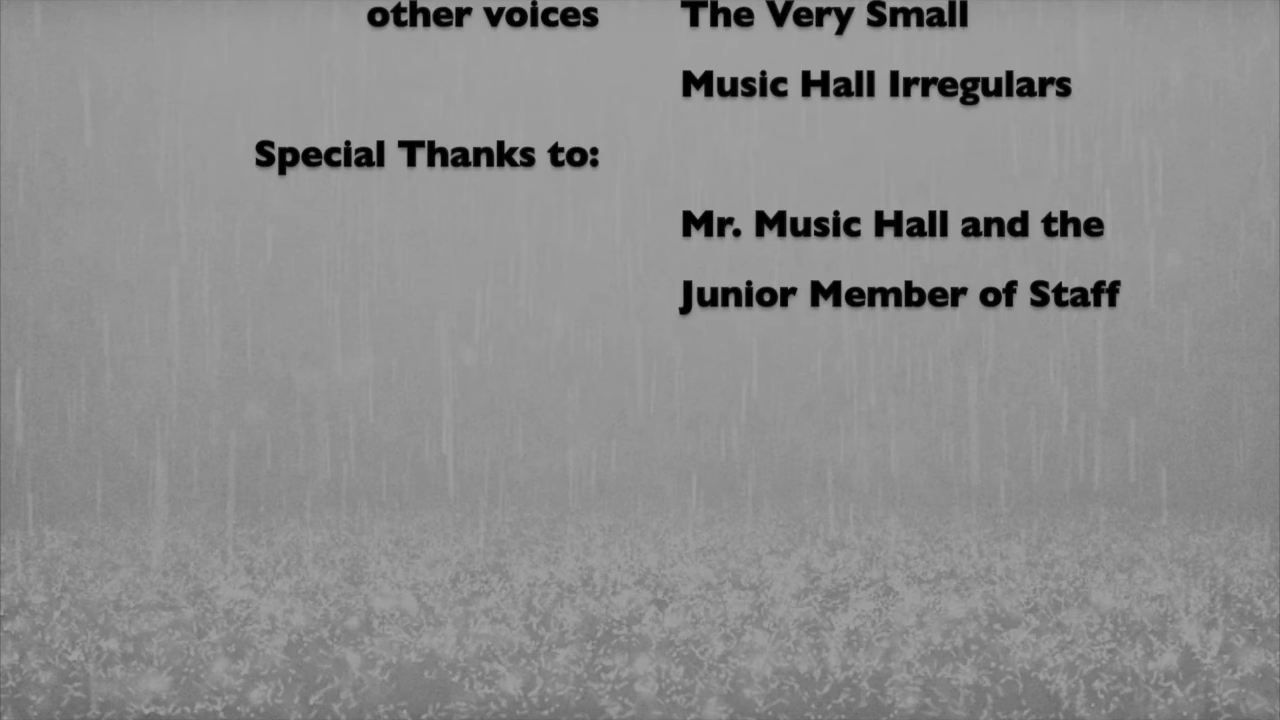 other voices The Very Small
Music Hall Irregulars
Special Thanks to:
Mr. Music Hall and the
Junior Member of Staff